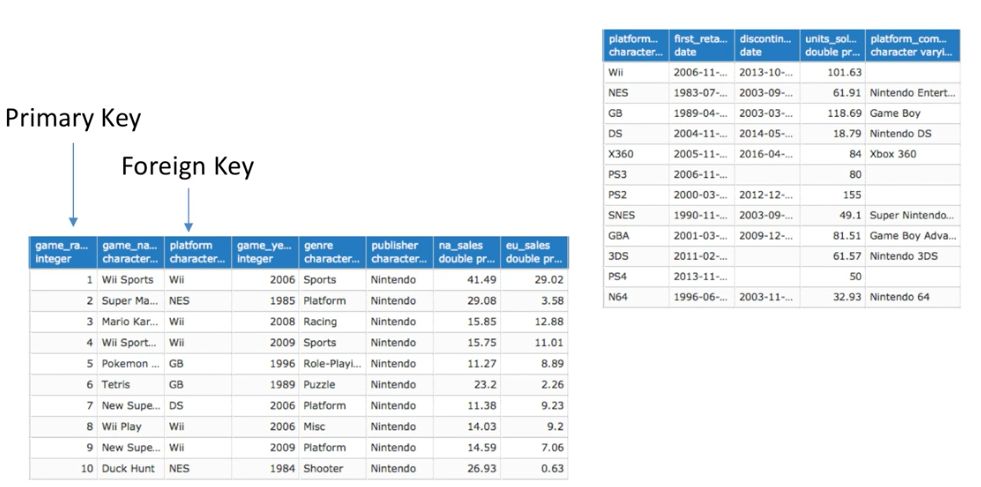 Primary Key
Foreign Key
game_ra... game_na... platform game_ye... genre publisher na_sales eu_sales
integer character... character... integer character... character... double pr... double pr...
1 Wii Sports Wii 2006 Sports Nintendo 41.49 29.02
2 Super Ma... NES 1985 Platform Nintendo 29.08 3.58
3 Mario Kar... Wii 2008 Racing Nintendo 15.85 12.88
4 Wii Sport... Wii 2009 Sports Nintendo 15.75 11.01
5 Pokemon ... GB 1996 Role-Playi... Nintendo 11.27 8.89
6 Tetris GB 1989 Puzzle Nintendo 23.2 2.26
7 New Supe... DS 2006 Platform Nintendo 11.38 9.23
8 Wii Play Wii 2006 Misc Nintendo 14.03 9.2
9 New Supe... Wii 2009 Platform Nintendo 14.59 7.06
10 Duck Hunt NES 1984 Shooter Nintendo 26.93 0.63
platform... first_reta... discontin... units_sol... platform_com...
character... date date double pr... character varyi...
Wii 2006-11-... 2013-10-... 101.63
NES 1983-07-... 2003-09-... 61.91 Nintendo Entert...
GB 1989-04-... 2003-03-... 118.69 Game Boy
DS 2004-11-... 2014-05-... 18.79 Nintendo DS
X360 2005-11-... 2016-04-... 84 Xbox 360
PS3 2006-11-... 80
PS2 2000-03-... 2012-12-... 155
SNES 1990-11-... 2003-09-... 49.1 Super Nintendo...
GBA 2001-03-... 2009-12-... 81.51 Game Boy Adva...
3DS 2011-02-... 61.57 Nintendo 3DS
PS4 2013-11-... 50
N64 1996-06-... 2003-11-... 32.93 Nintendo 64